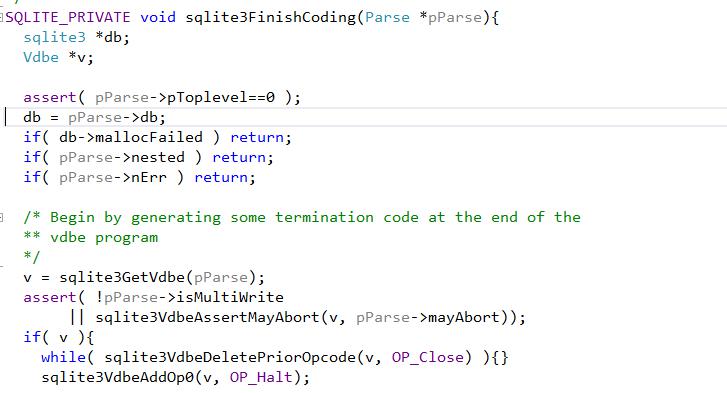 SQLITE_PRIVATE void sqlite3FinishCoding(Parse *pParse){
  sqlite3 *db;
  Vdbe *v;

  assert( pParse->pToplevel==0 );
  db = pParse->db;
  if( db->mallocFailed ) return;
  if( pParse->nested ) return;
  if( pParse->nErr ) return;

  /* Begin by generating some termination code at the end of the
  ** vdbe program
  */
  v = sqlite3GetVdbe(pParse);
  assert( !pParse->isMultiWrite
       || sqlite3VdbeAssertMayAbort(v, pParse->mayAbort));
  if( v ){
    while( sqlite3VdbeDeletePriorOpcode(v, OP_Close) ){}
    sqlite3VdbeAddOp0(v, OP_Halt);